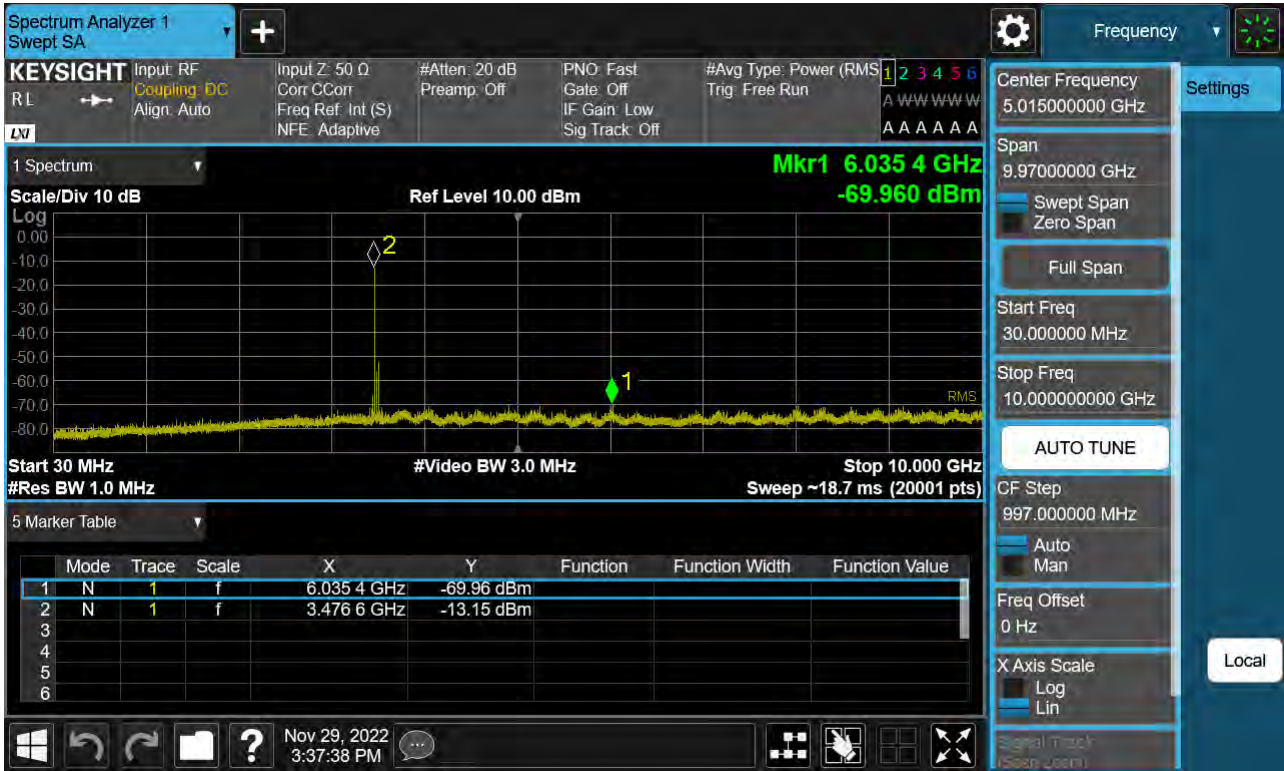 Spectrum Analyzer 1
Swept SA
Frequency
KEYSIGHT
RL
LXI
Input: RF
Coupling: DC
Align: Auto
Input Z: 50 Ω
Corr CCorr
Freq Ref: Int (S)
NFE: Adaptive
#Atten: 20 dB
Preamp: Off
PNO: Fast
Gate: Off
IF Gain: Low
Sig Track: Off
#Avg Type: Power (RMS
Trig: Free Run
1 2 3 4 5 6
A W W W W W
A A A A A A
1 Spectrum
Scale/Div 10 dB
Ref Level 10.00 dBm
Mkr1 6.035 4 GHz
-69.960 dBm
Log
0.00
-10.0
-20.0
-30.0
-40.0
-50.0
-60.0
-70.0
-80.0
2
1
RMS
Start 30 MHz
#Video BW 3.0 MHz
Stop 10.000 GHz
#Res BW 1.0 MHz
Sweep ~18.7 ms (20001 pts)
5 Marker Table
Mode Trace Scale X Y Function Function Width Function Value
1 N 1 f 6.035 4 GHz -69.96 dBm
2 N 1 f 3.476 6 GHz -13.15 dBm
3
4
5
6
Nov 29, 2022
3:37:38 PM
Center Frequency
5.015000000 GHz
Settings
Span
9.97000000 GHz
Swept Span
Zero Span
Full Span
Start Freq
30.000000 MHz
Stop Freq
10.000000000 GHz
AUTO TUNE
CF Step
997.000000 MHz
Auto
Man
Freq Offset
0 Hz
X Axis Scale
Log
Lin
Local
Signal Track
(Span Zoom)